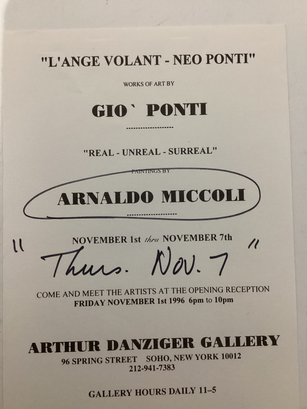 "L'ANGE VOLANT - NEO PONTI"
WORKS OF ART BY
GIO` PONTI
"REAL - UNREAL - SURREAL"
PAINTINGS BY
ARNALDO MICCOLI
NOVEMBER 1st thru NOVEMBER 7th
"Thurs. Nov. 7"
COME AND MEET THE ARTISTS AT THE OPENING RECEPTION
FRIDAY NOVEMBER 1st 1996 6pm to 10pm
ARTHUR DANZIGER GALLERY
96 SPRING STREET SOHO, NEW YORK 10012
212-941-7383
GALLERY HOURS DAILY 11-5